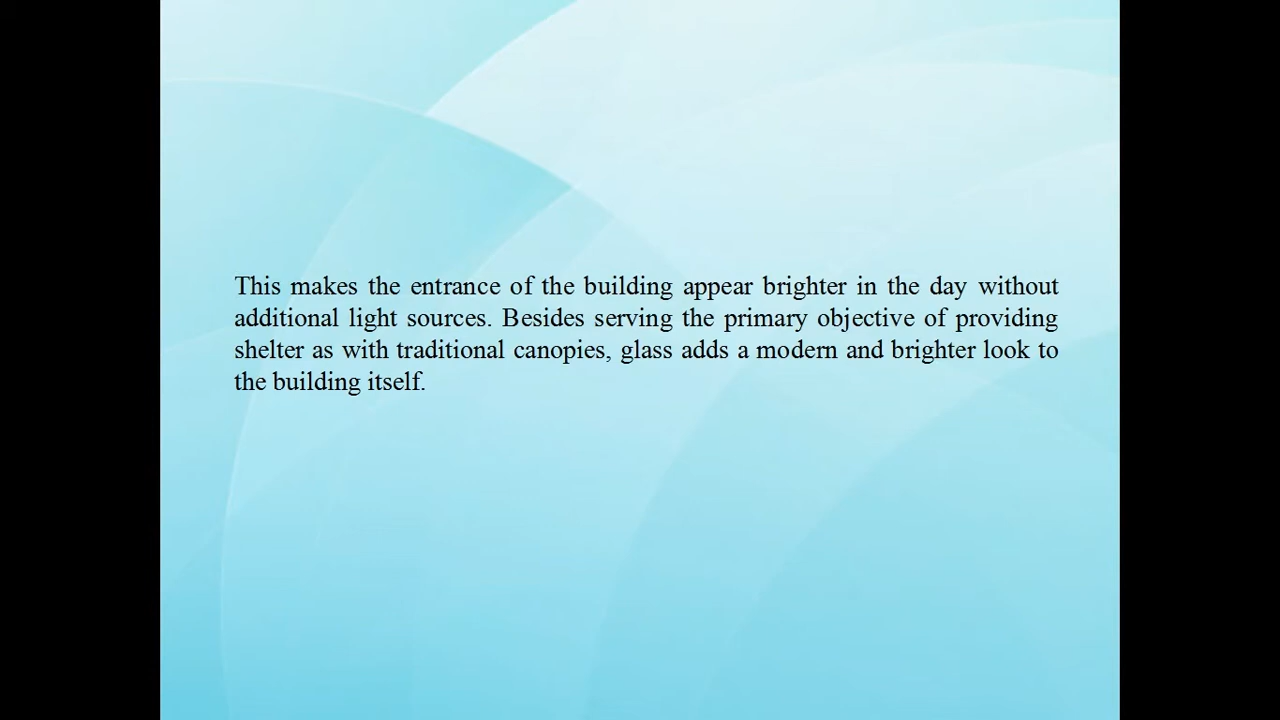 This makes the entrance of the building appear brighter in the day without
additional light sources. Besides serving the primary objective of providing
shelter as with traditional canopies, glass adds a modern and brighter look to
the building itself.